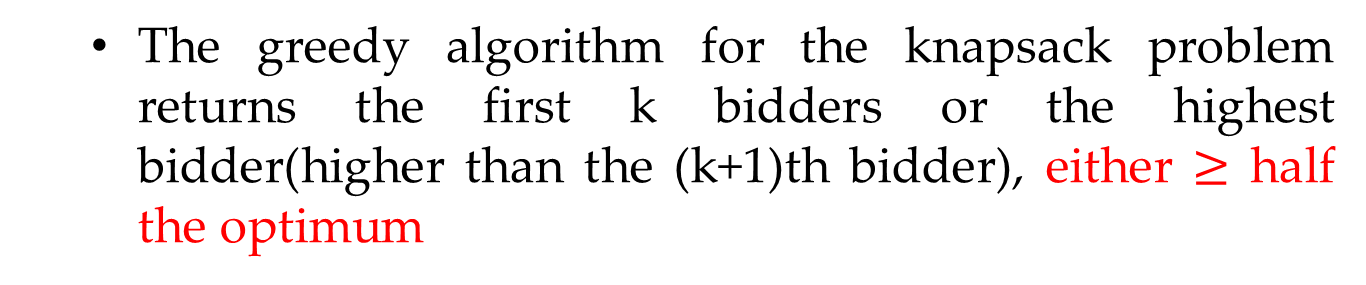 • The greedy algorithm for the knapsack problem
returns the first k bidders or the highest
bidder(higher than the (k+1)th bidder), either ≥ half
the optimum